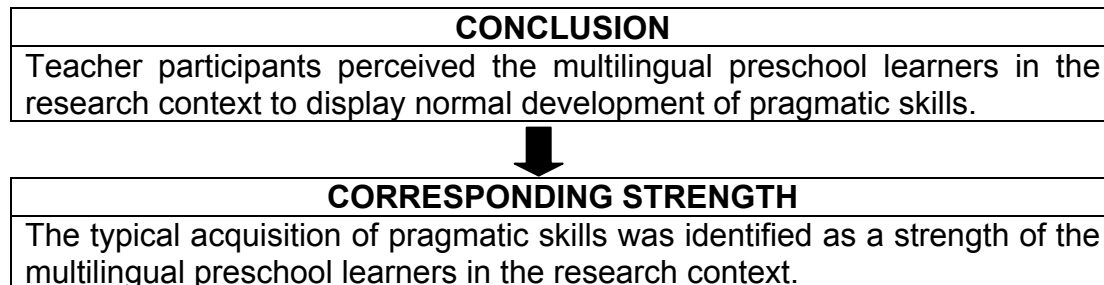 CONCLUSION
Teacher participants perceived the multilingual preschool learners in the
research context to display normal development of pragmatic skills.
CORRESPONDING STRENGTH
The typical acquisition of pragmatic skills was identified as a strength of the
multilingual preschool learners in the research context.